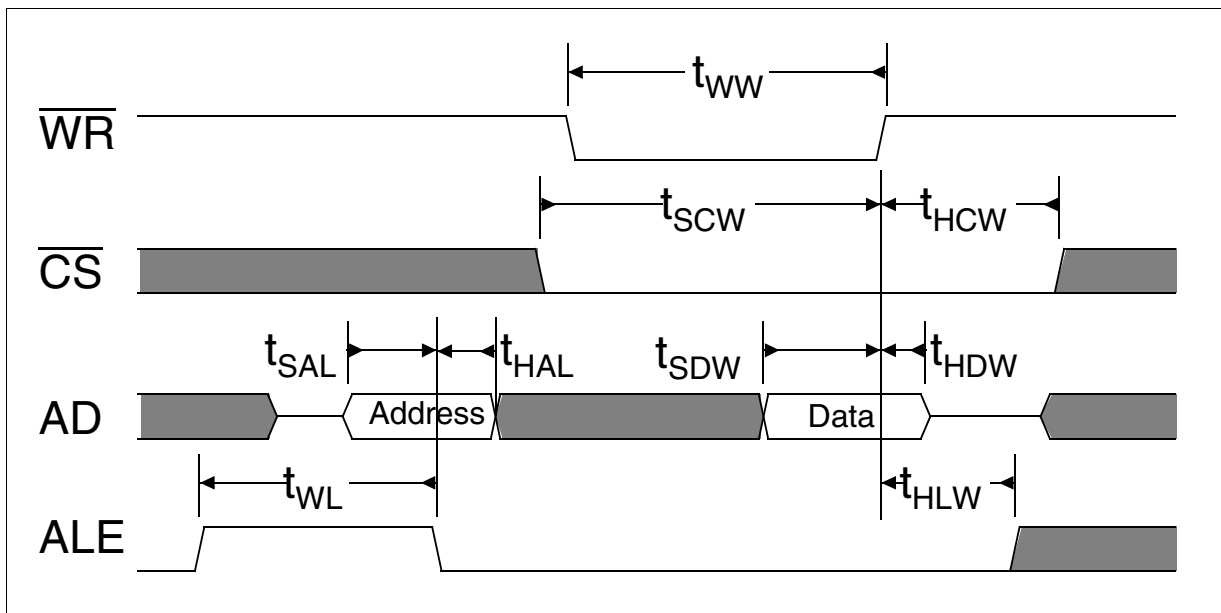 tWW
WR
tSCW tHCW
CS
tSAL tHAL tSDW tHDW
AD Address Data
tWL tHLW
ALE